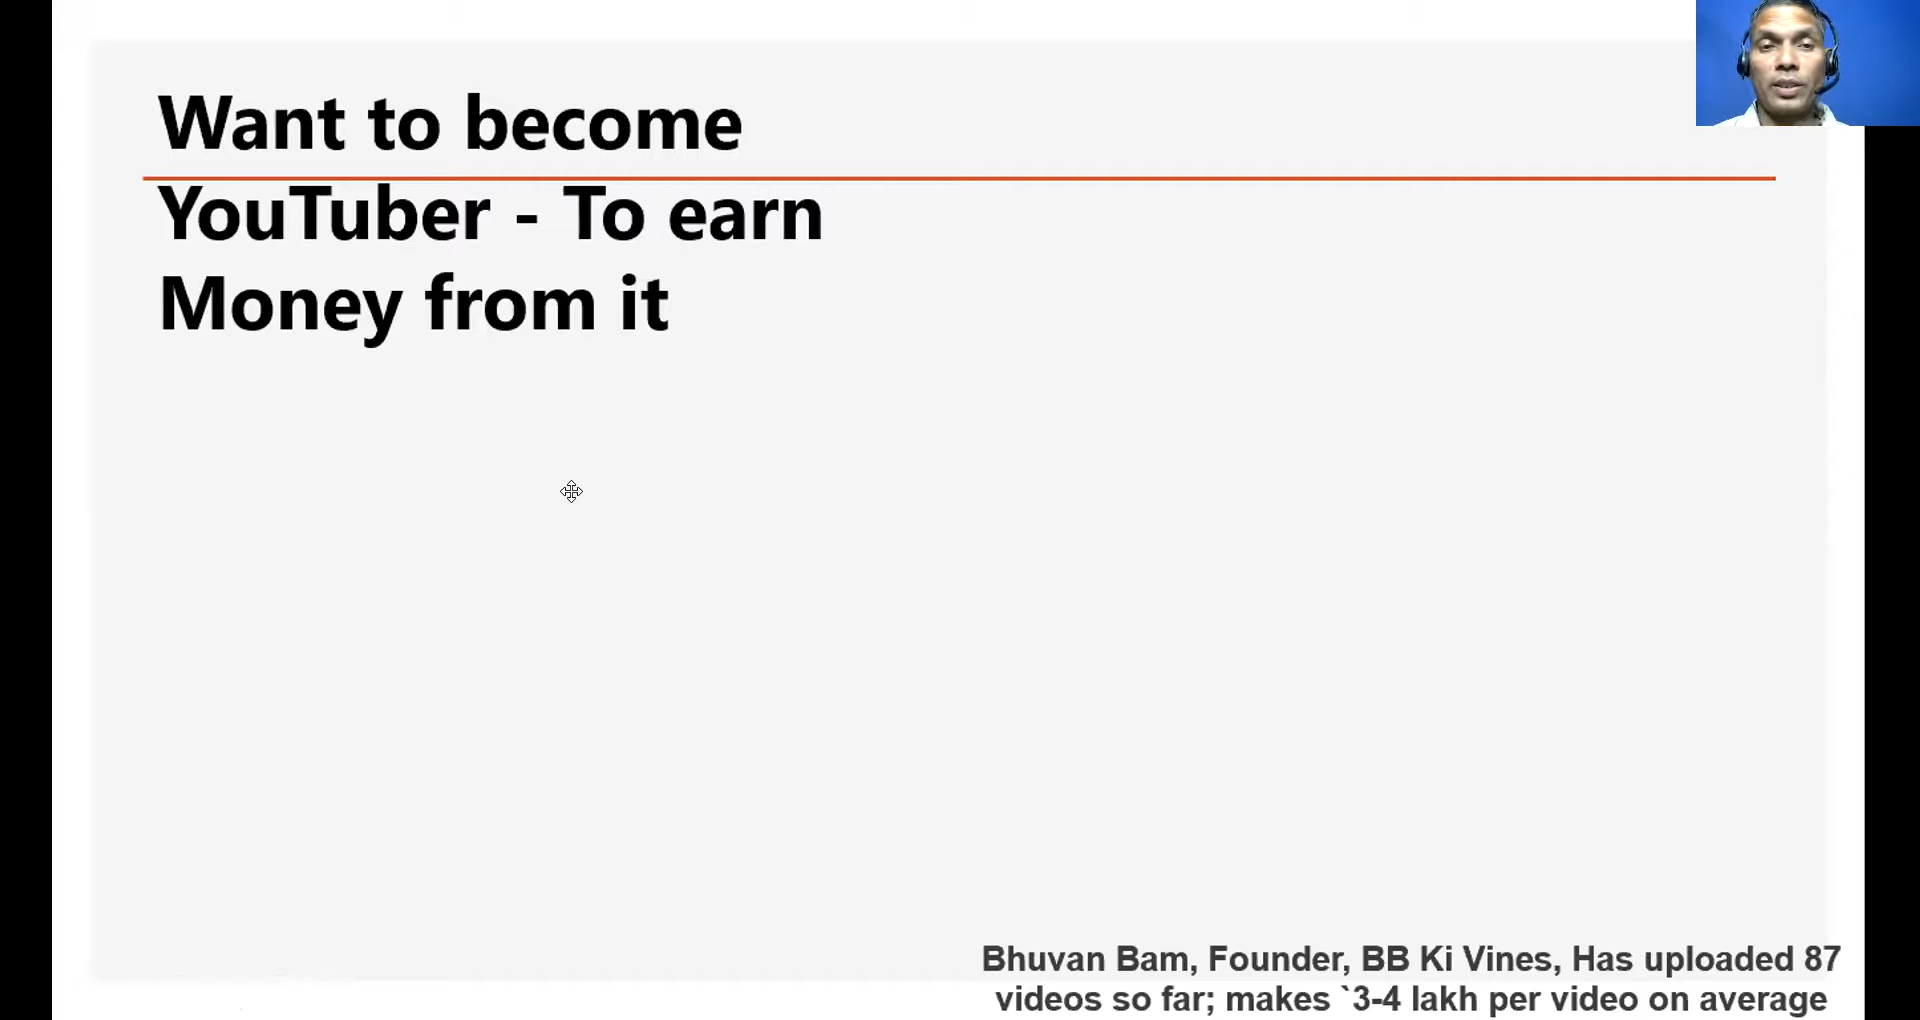 Want to become
YouTuber - To earn
Money from it
Bhuvan Bam, Founder, BB Ki Vines, Has uploaded 87
videos so far; makes `3-4 lakh per video on average